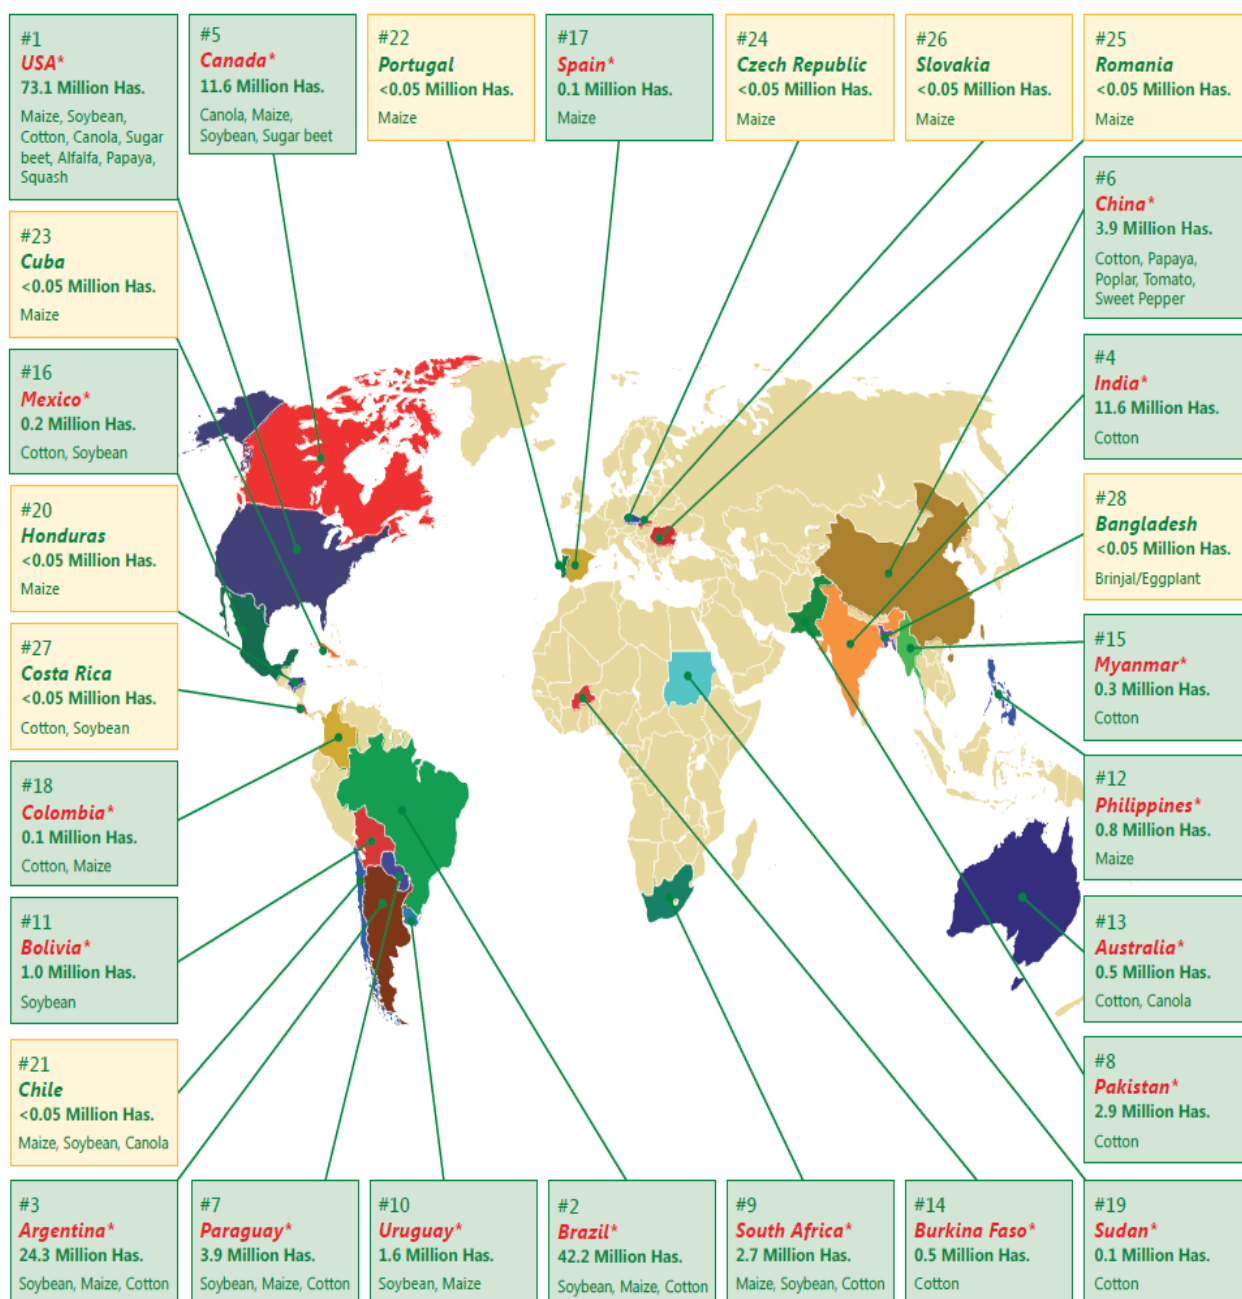 #1
USA*
73.1 Million Has.
Maize, Soybean,
Cotton, Canola, Sugar
beet, Alfalfa, Papaya,
Squash
#5
Canada*
11.6 Million Has.
Canola, Maize,
Soybean, Sugar beet
#22
Portugal
<0.05 Million Has.
Maize
#17
Spain*
0.1 Million Has.
Maize
#24
Czech Republic
<0.05 Million Has.
Maize
#26
Slovakia
<0.05 Million Has.
Maize
#25
Romania
<0.05 Million Has.
Maize
#23
Cuba
<0.05 Million Has.
Maize
#16
Mexico*
0.2 Million Has.
Cotton, Soybean
#20
Honduras
<0.05 Million Has.
Maize
#27
Costa Rica
<0.05 Million Has.
Cotton, Soybean
#18
Colombia*
0.1 Million Has.
Cotton, Maize
#11
Bolivia*
1.0 Million Has.
Soybean
#21
Chile
<0.05 Million Has.
Maize, Soybean, Canola
#6
China*
3.9 Million Has.
Cotton, Papaya,
Poplar, Tomato,
Sweet Pepper
#4
India*
11.6 Million Has.
Cotton
#28
Bangladesh
<0.05 Million Has.
Brinjal/Eggplant
#15
Myanmar*
0.3 Million Has.
Cotton
#12
Philippines*
0.8 Million Has.
Maize
#13
Australia*
0.5 Million Has.
Cotton, Canola
#8
Pakistan*
2.9 Million Has.
Cotton
#3
Argentina*
24.3 Million Has.
Soybean, Maize, Cotton
#7
Paraguay*
3.9 Million Has.
Soybean, Maize, Cotton
#10
Uruguay*
1.6 Million Has.
Soybean, Maize
#2
Brazil*
42.2 Million Has.
Soybean, Maize, Cotton
#9
South Africa*
2.7 Million Has.
Maize, Soybean, Cotton
#14
Burkina Faso*
0.5 Million Has.
Cotton
#19
Sudan*
0.1 Million Has.
Cotton